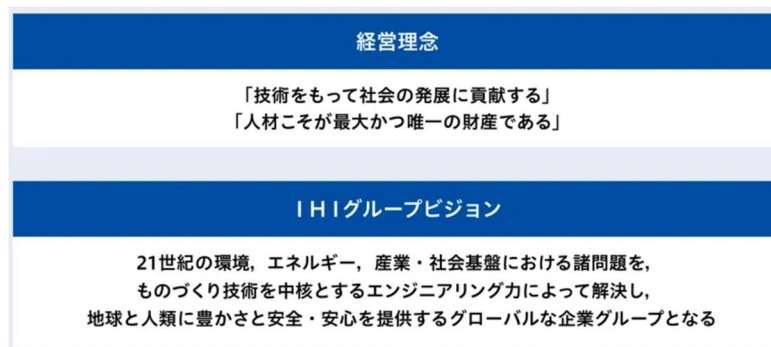 経営理念
「技術をもって社会の発展に貢献する」
「人材こそが最大かつ唯一の財産である」
IHIグループビジョン
21世紀の環境，エネルギー，産業・社会基盤における諸問題を，
ものづくり技術を中核とするエンジニアリング力によって解決し，
地球と人類に豊かさと安全・安心を提供するグローバルな企業グループとなる